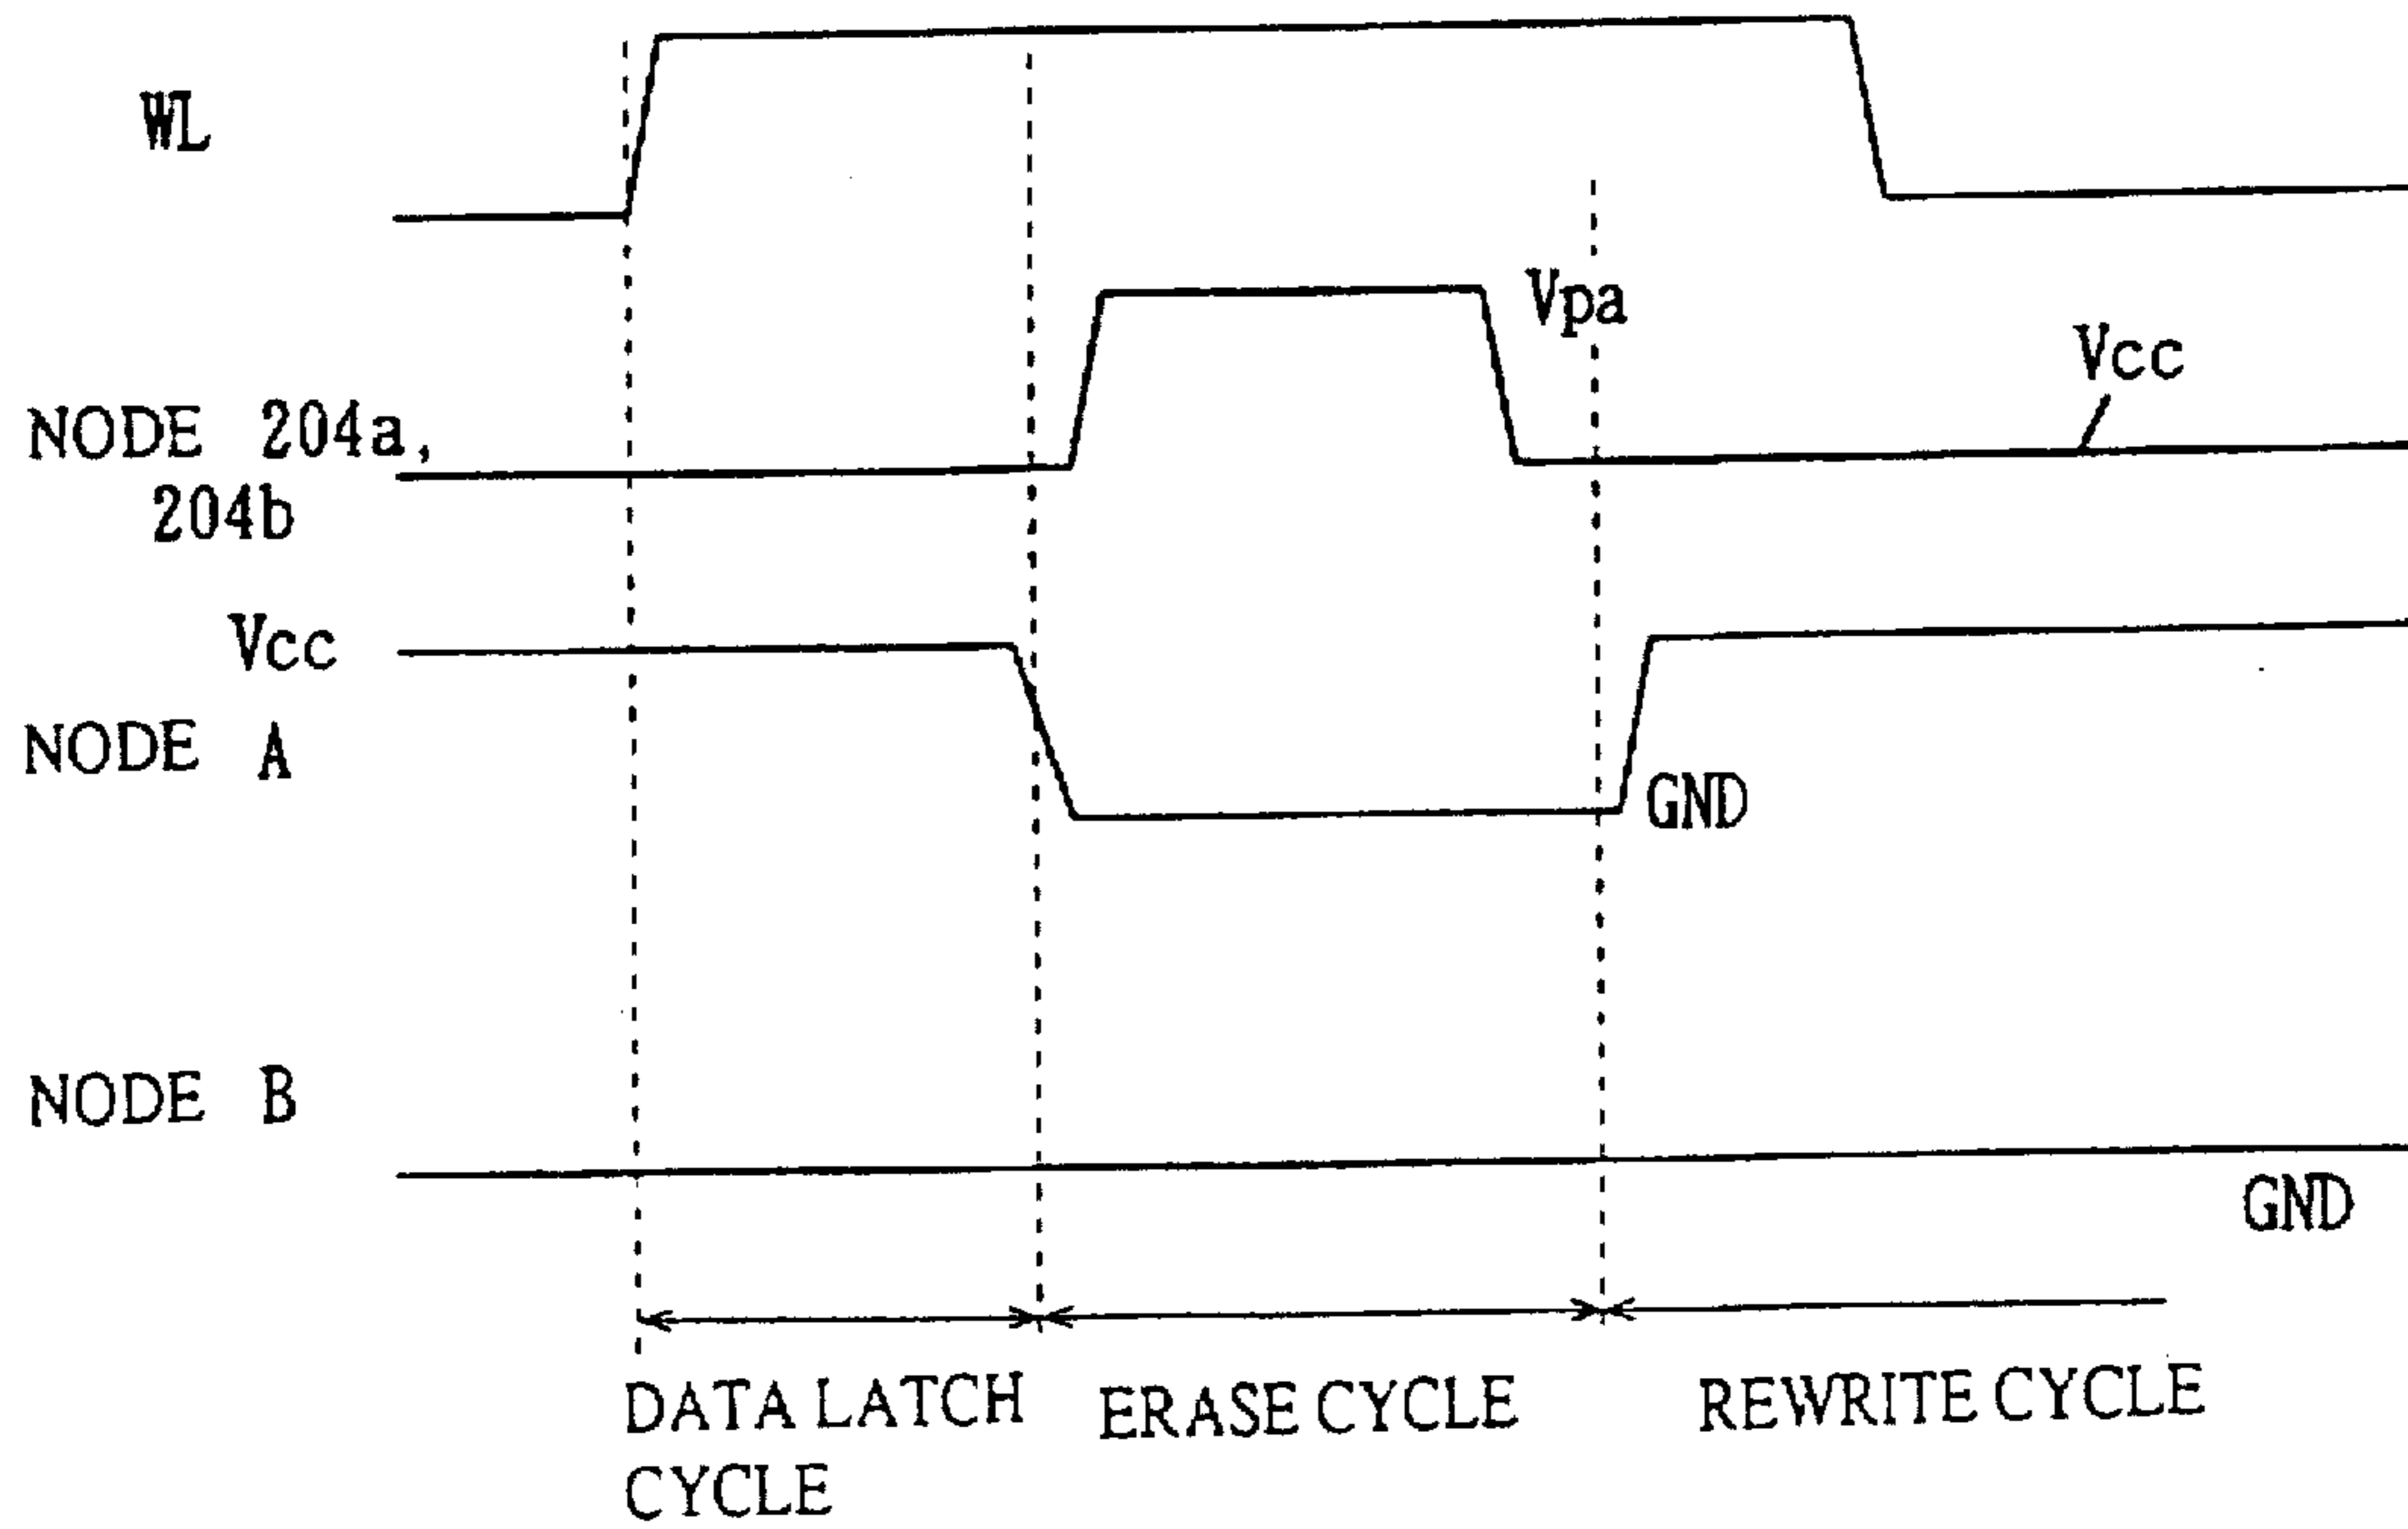 WL
Vpa
Vcc
NODE 204a,
204b
Vcc
NODE A
GND
NODE B
GND
DATA LATCH
CYCLE
ERASE CYCLE
REWRITE CYCLE